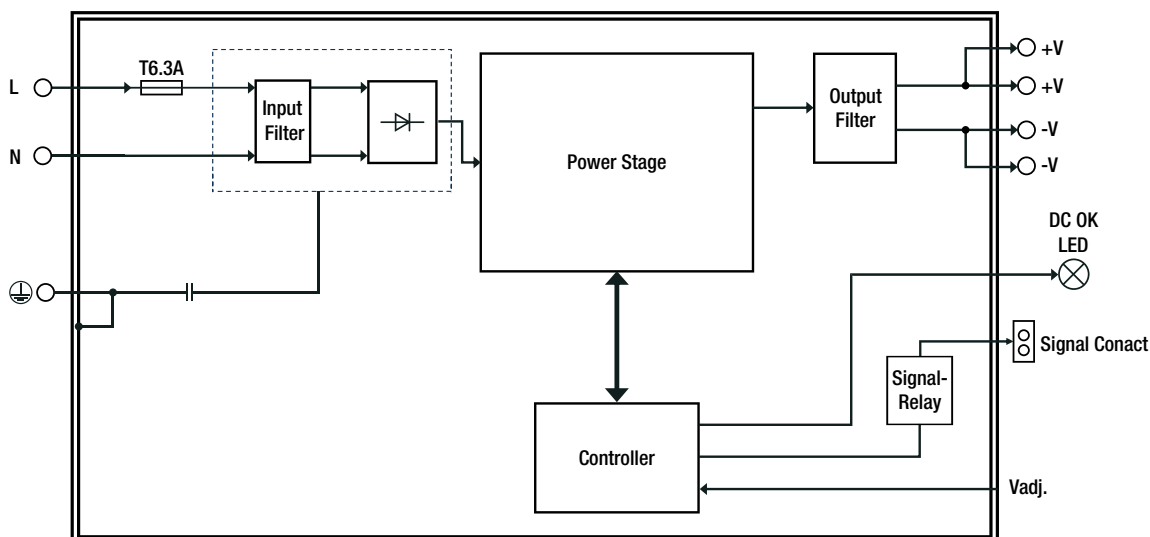 L
T6.3A
N
Input
Filter
Power Stage
Output
Filter
+V
+V
-V
-V
DC OK
LED
Signal Conact
Signal-
Relay
Controller
Vadj.